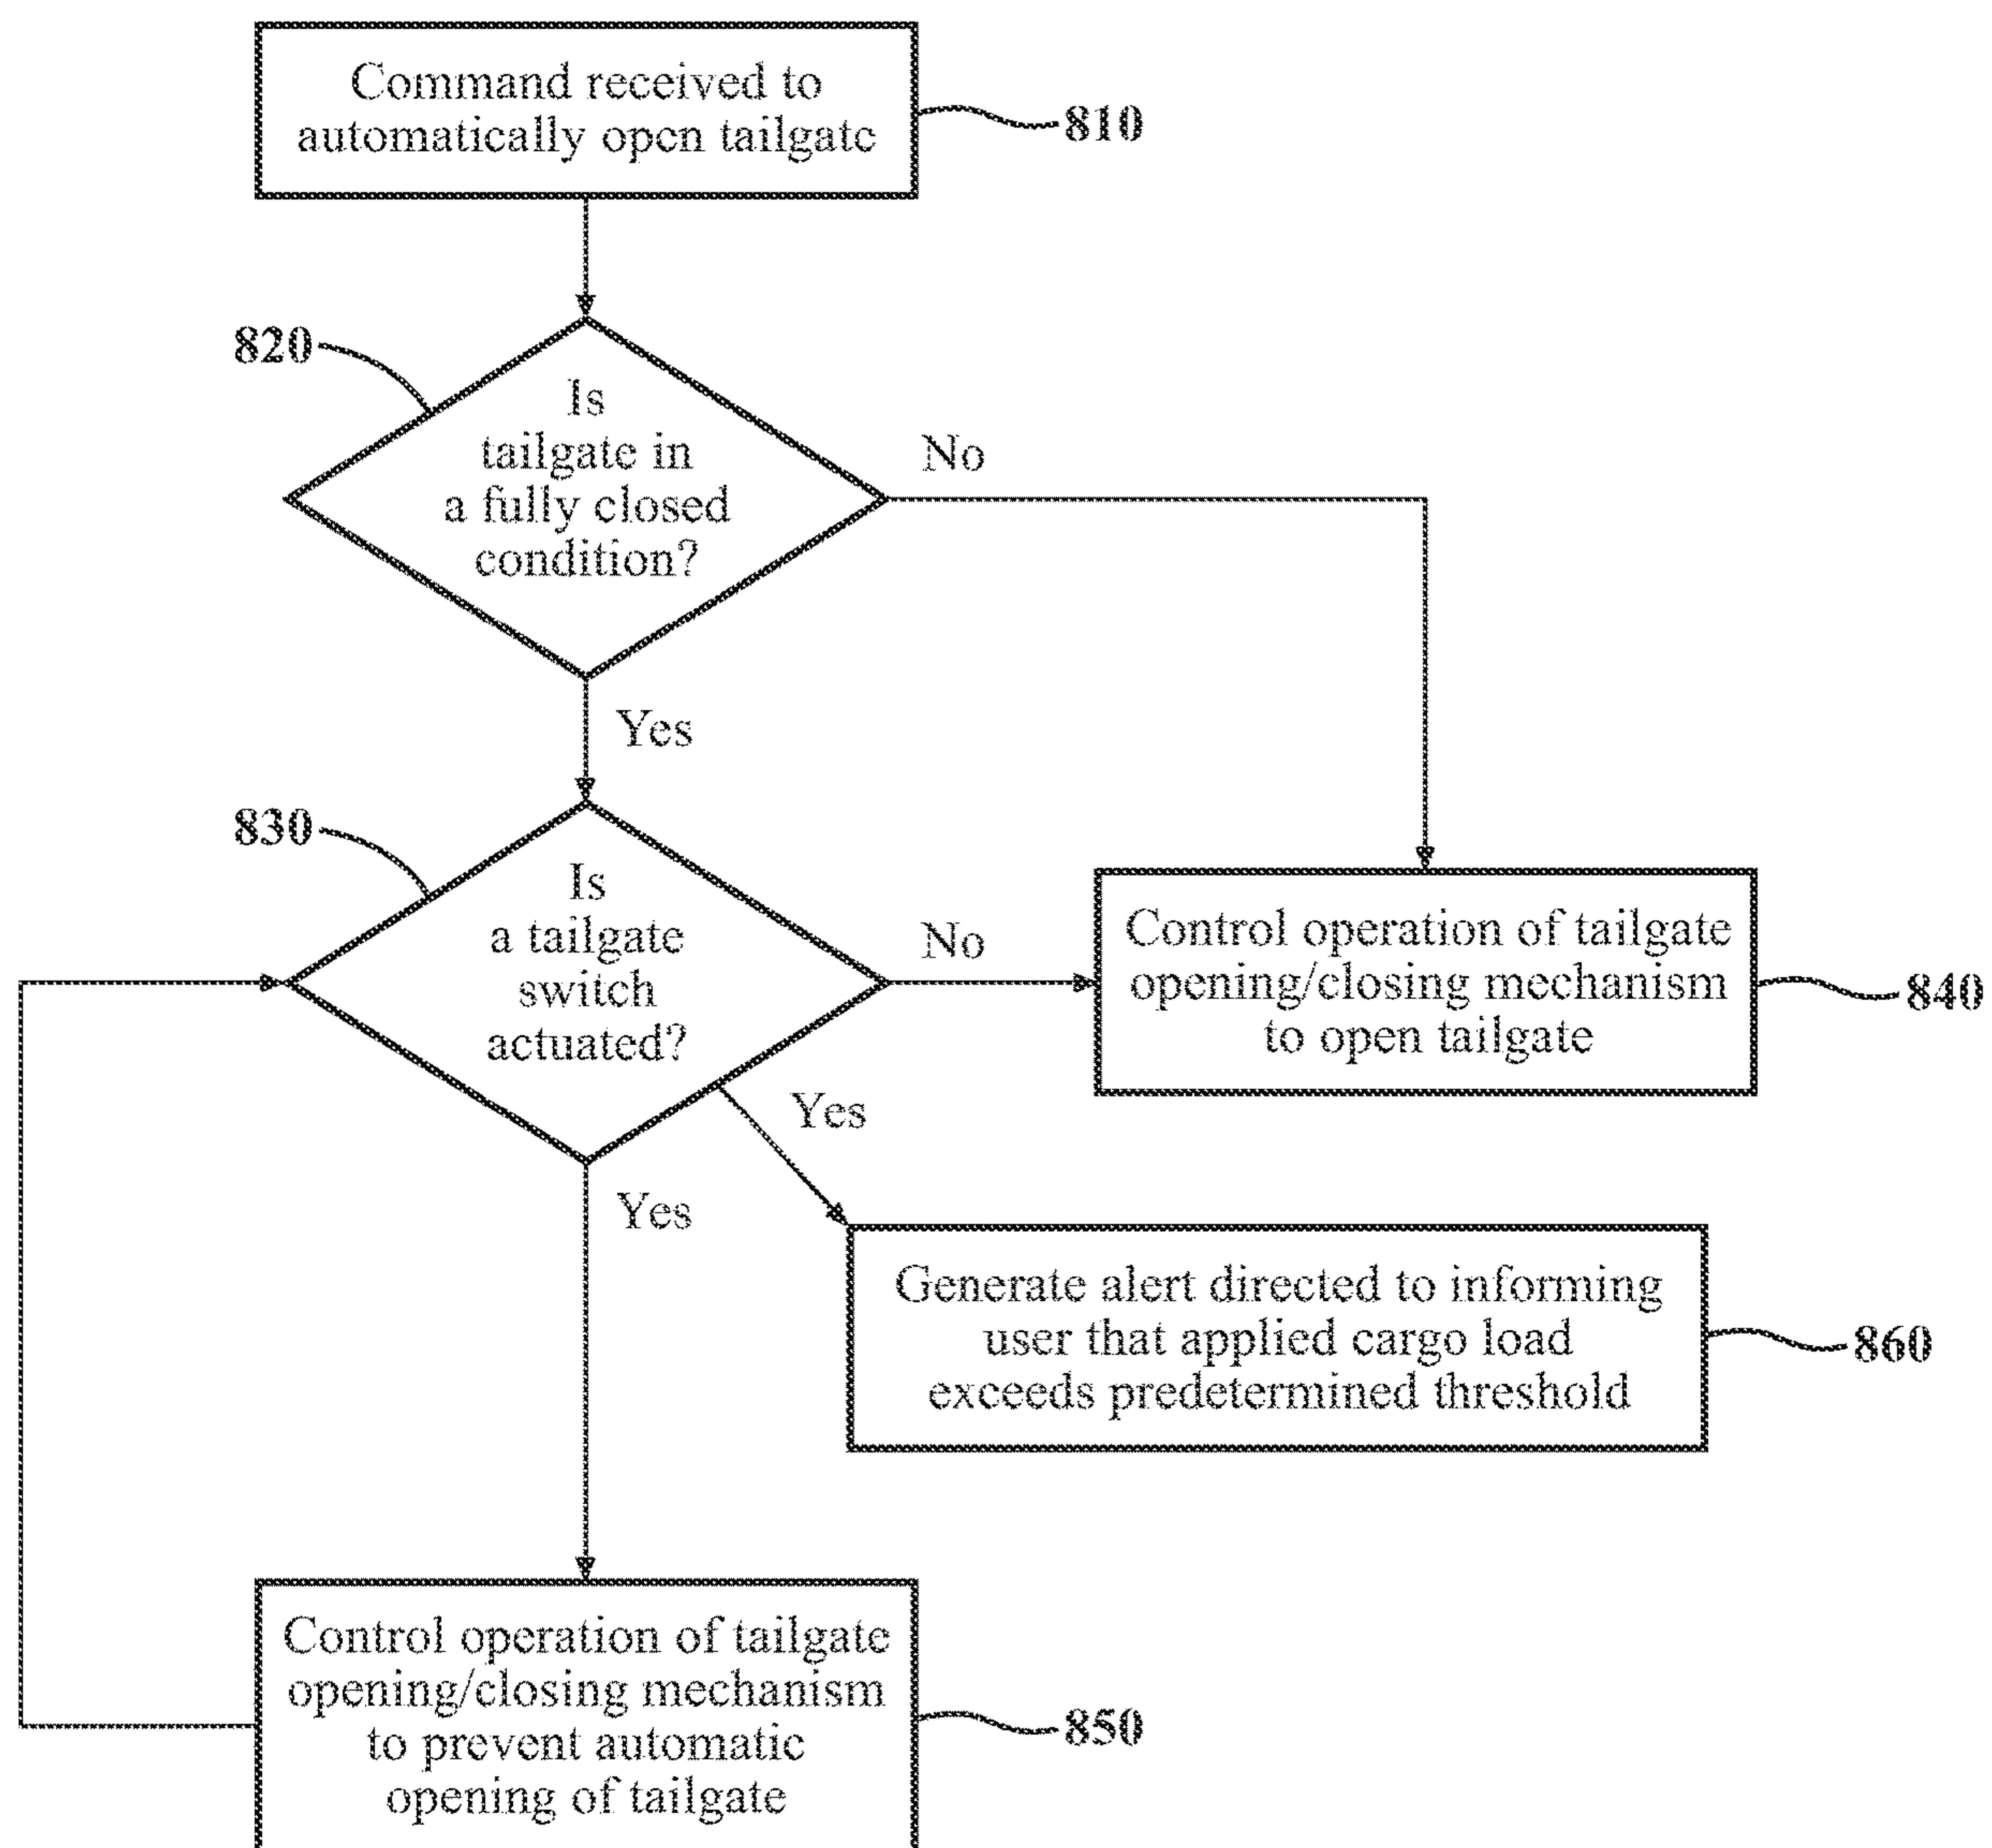 Command received to
automatically open tailgate
810
820
Is
tailgate in
a fully closed
condition?
No
Yes
830
Is
a tailgate
switch
actuated?
No
Control operation of tailgate
opening/closing mechanism
to open tailgate
840
Yes
Yes
Generate alert directed to informing
user that applied cargo load
exceeds predetermined threshold
860
Control operation of tailgate
opening/closing mechanism
to prevent automatic
opening of tailgate
850